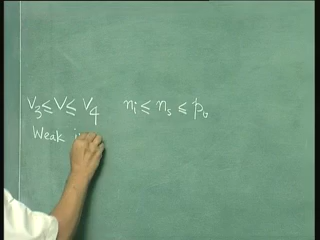 V₃ ≤ V ≤ V₄ nᵢ ≤ nₛ ≤ p₀
Weak i